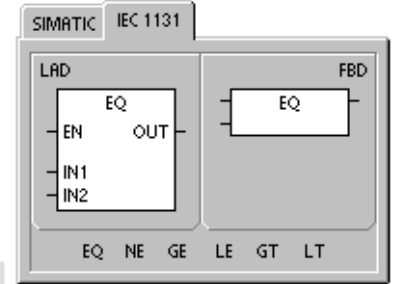 SIMATIC IEC 1131
LAD FBD
EQ EQ
EN OUT
IN1
IN2
EQ NE GE LE GT LT